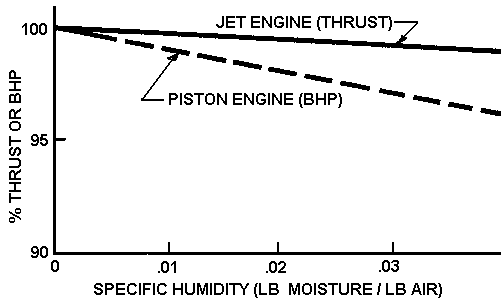 JET ENGINE (THRUST)
PISTON ENGINE (BHP)
% THRUST OR BHP
100
95
90
0
.01
.02
.03
SPECIFIC HUMIDITY (LB MOISTURE / LB AIR)